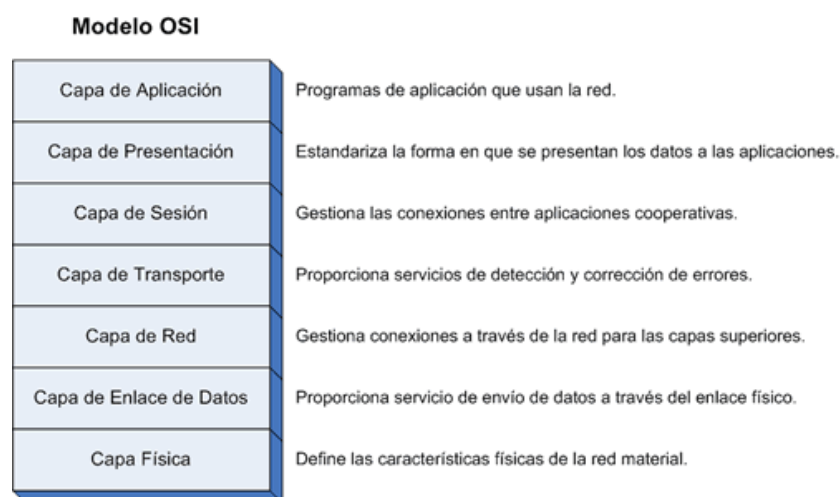 Modelo OSI
Capa de Aplicación
Programas de aplicación que usan la red.
Capa de Presentación
Estandariza la forma en que se presentan los datos a las aplicaciones.
Capa de Sesión
Gestiona las conexiones entre aplicaciones cooperativas.
Capa de Transporte
Proporciona servicios de detección y corrección de errores.
Capa de Red
Gestiona conexiones a través de la red para las capas superiores.
Capa de Enlace de Datos
Proporciona servicio de envío de datos a través del enlace físico.
Capa Física
Define las características físicas de la red material.